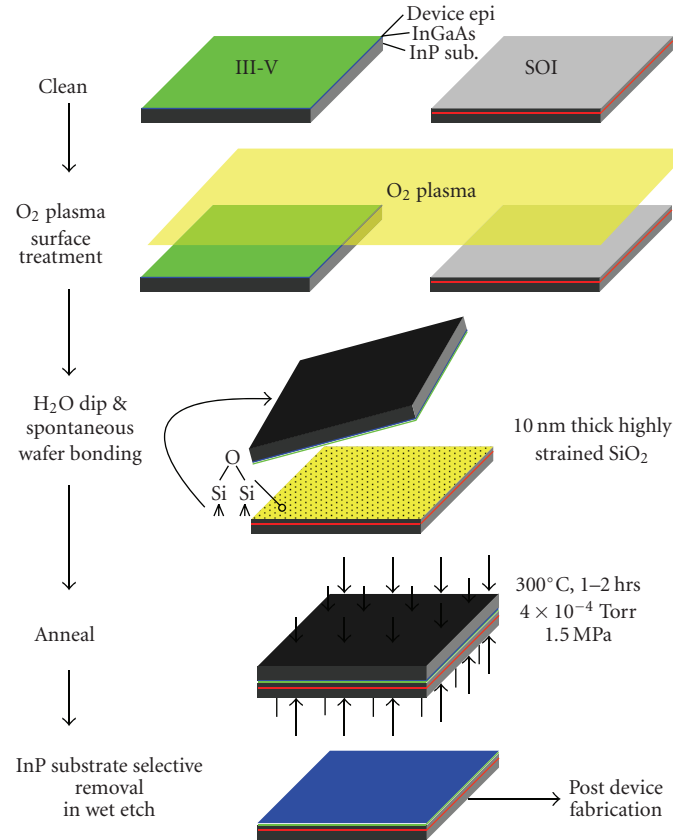 Device epi
InGaAs
InP sub.
III-V
SOI
Clean
O₂ plasma
O₂ plasma
surface
treatment
H₂O dip &
spontaneous
wafer bonding
O
Si Si
10 nm thick highly
strained SiO₂
300°C, 1–2 hrs
4 × 10⁻⁴ Torr
1.5 MPa
Anneal
InP substrate selective
removal
in wet etch
Post device
fabrication